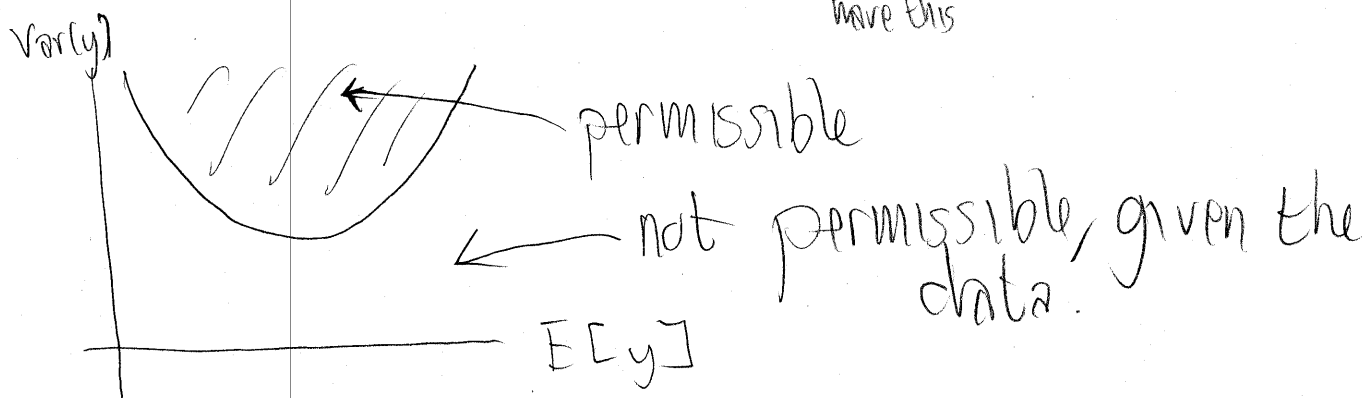 have this
Var(y)
permissible
not permissible, given the
data.
E[y]